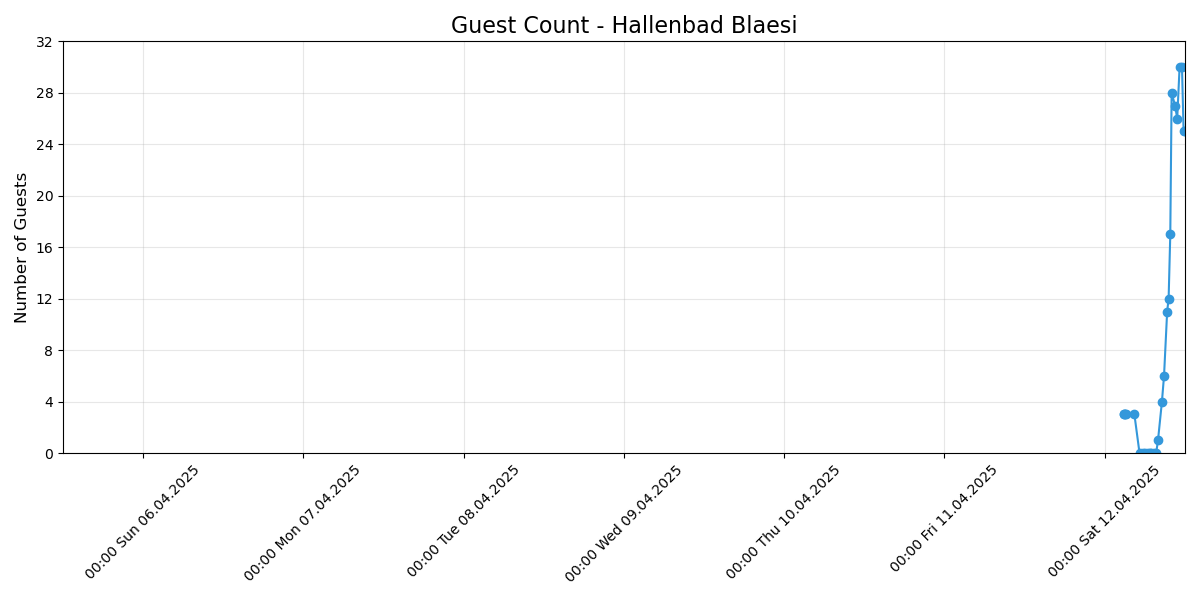 Guest Count - Hallenbad Blaesi
Number of Guests
32
28
24
20
16
12
8
4
0
00:00 Sun 06.04.2025
00:00 Mon 07.04.2025
00:00 Tue 08.04.2025
00:00 Wed 09.04.2025
00:00 Thu 10.04.2025
00:00 Fri 11.04.2025
00:00 Sat 12.04.2025